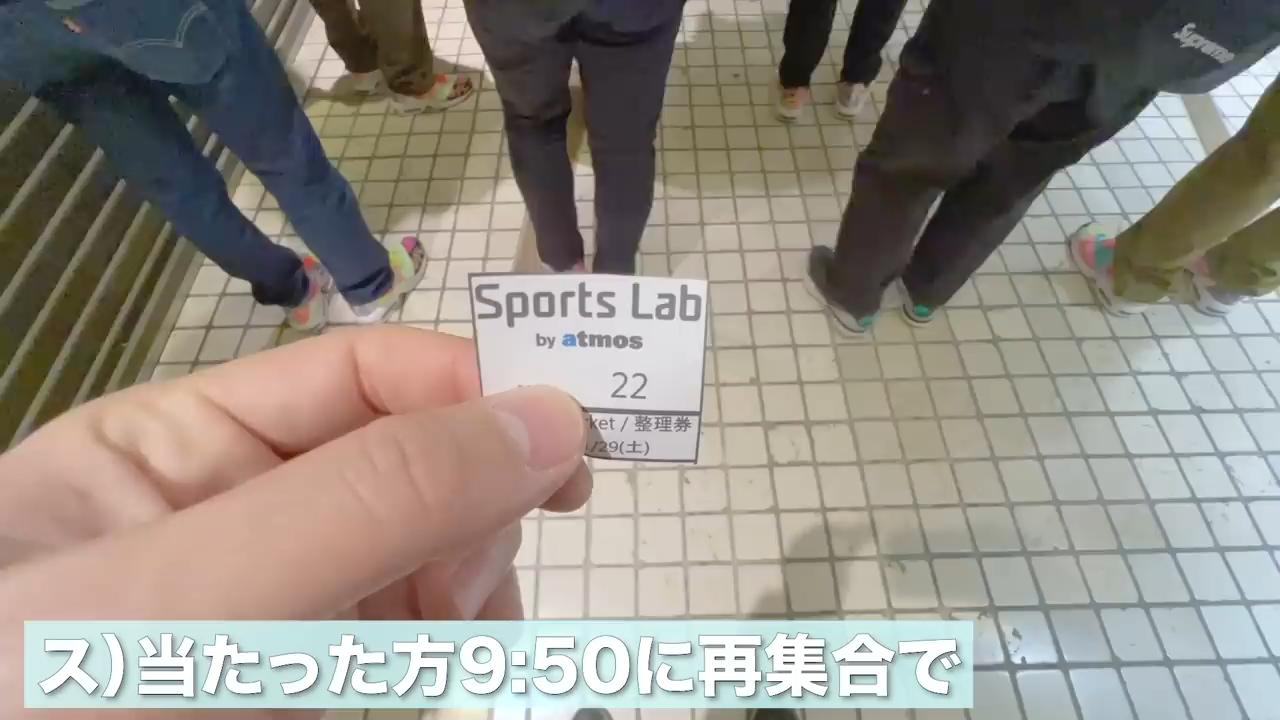 Supreme
Sports Lab
by atmos
22
ket / 整理券
/29(土)
ス)当たった方9:50に再集合で